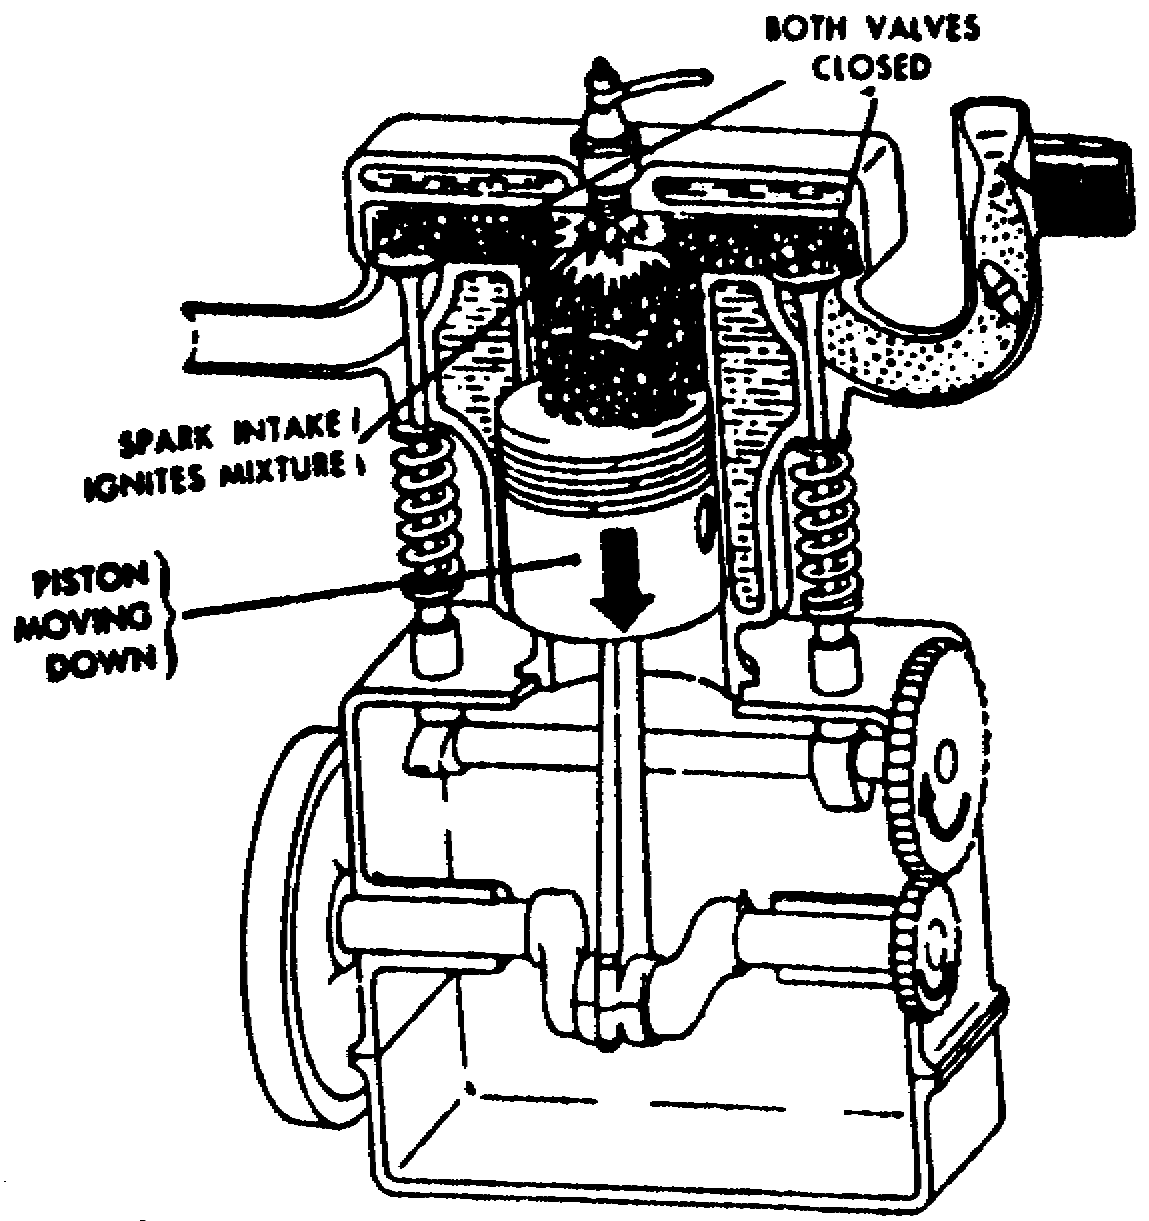 BOTH VALVES
CLOSED
SPARK INTAKE
IGNITES MIXTURE
PISTON
MOVING
DOWN